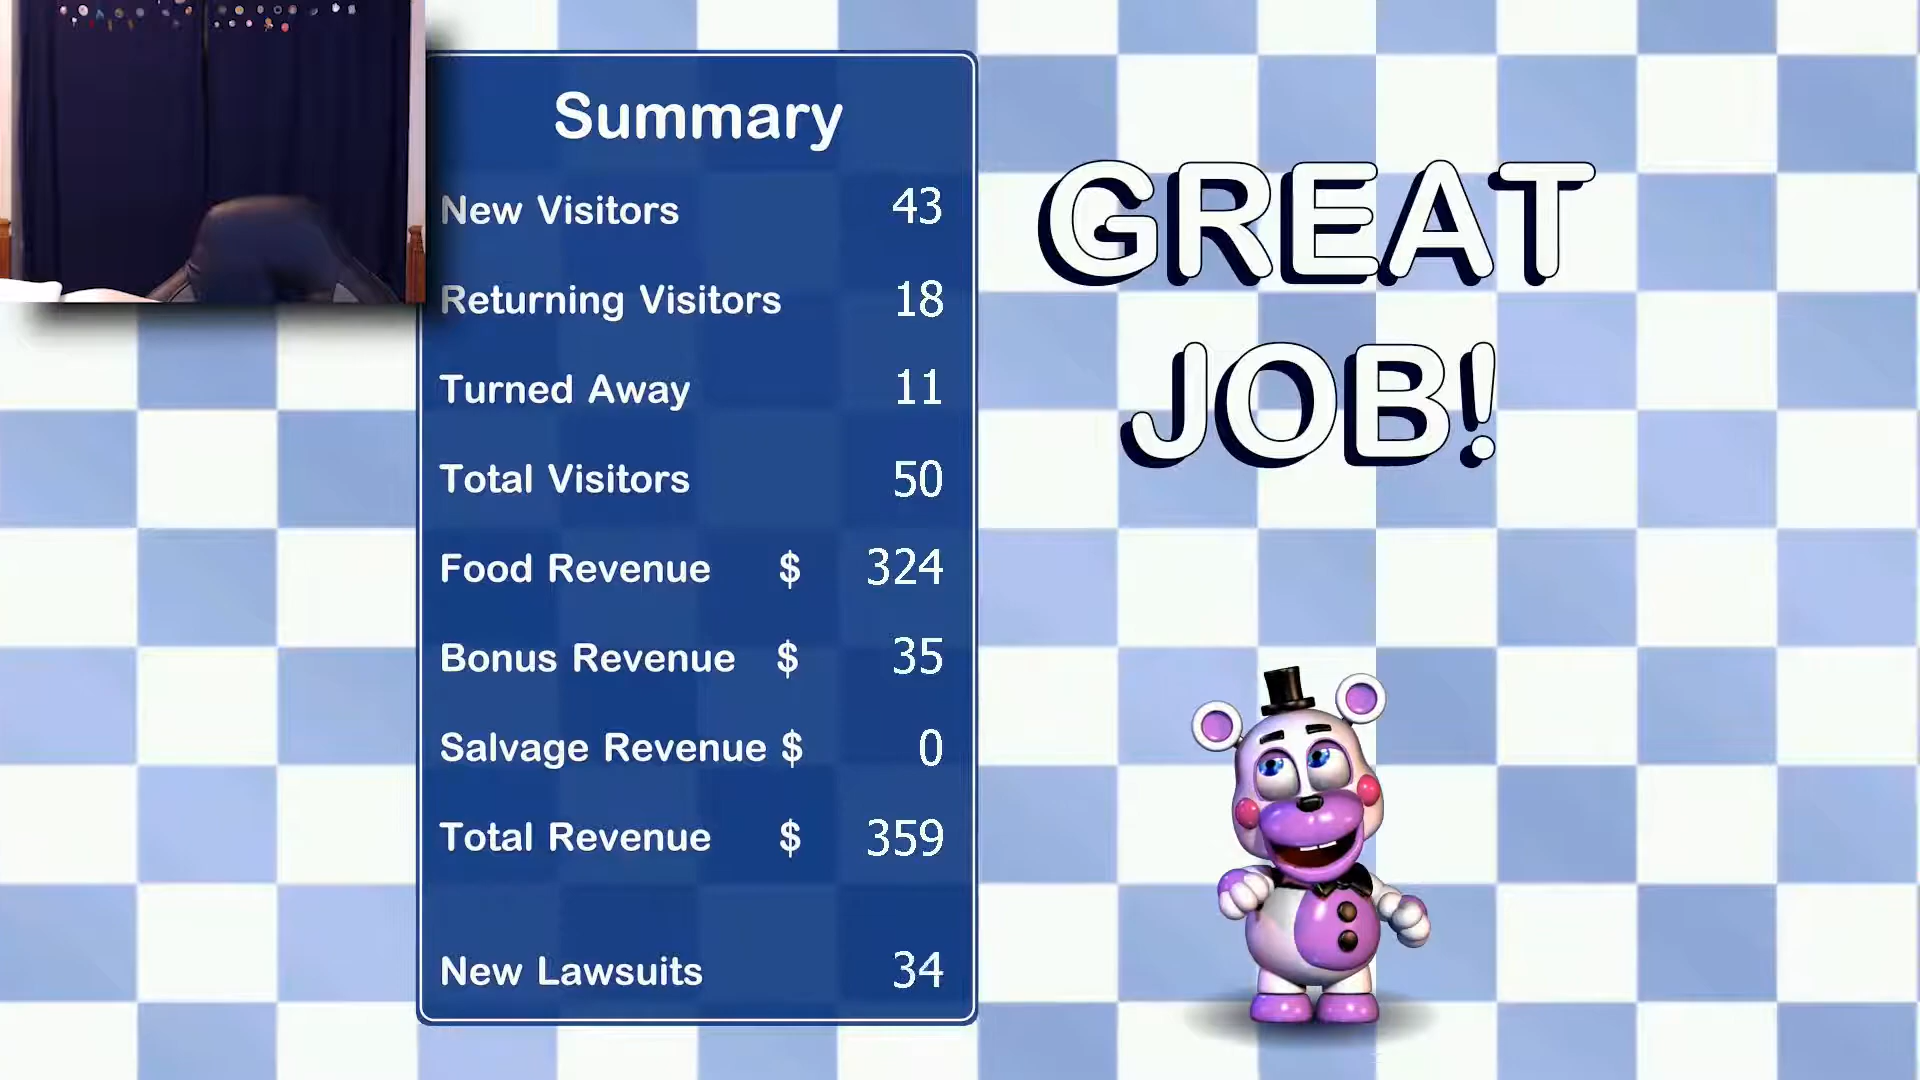 Summary
New Visitors 43
Returning Visitors 18
Turned Away 11
Total Visitors 50
Food Revenue $ 324
Bonus Revenue $ 35
Salvage Revenue $ 0
Total Revenue $ 359
New Lawsuits 34
GREAT
JOB!